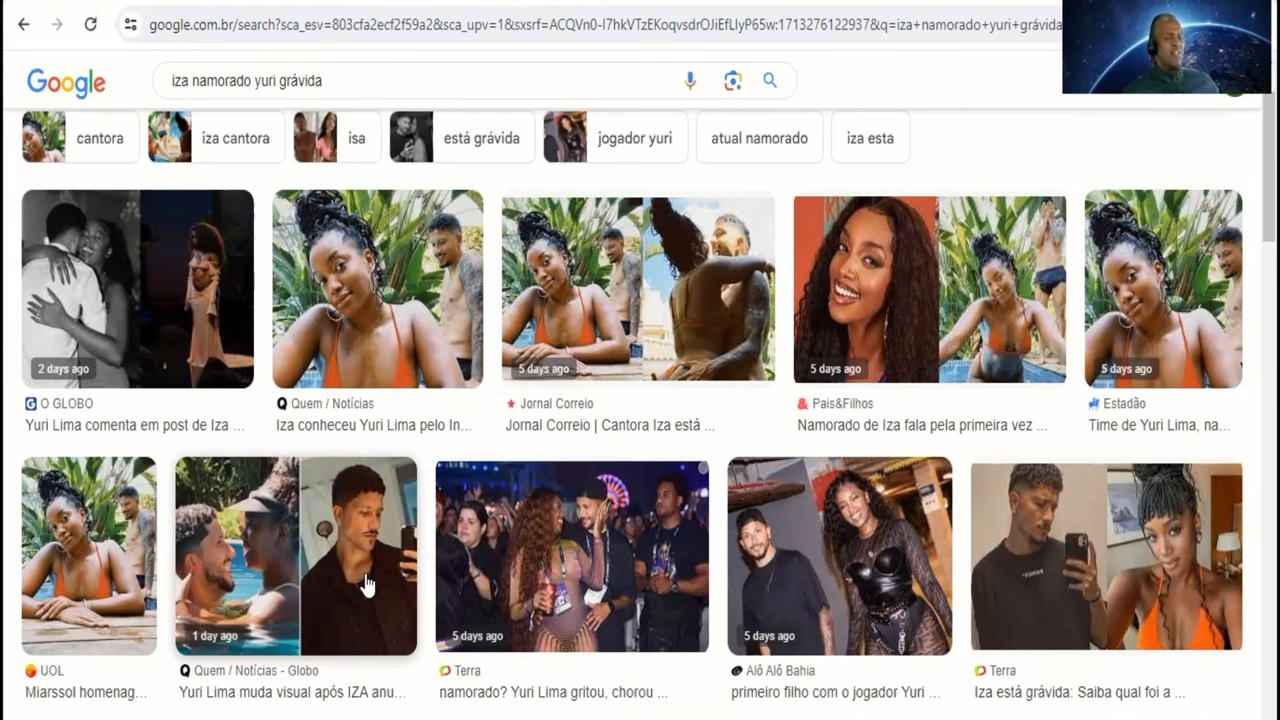 google.com.br/search?sca_esv=803cfa2ecf2f59a2&sca_upv=1&sxsrf=ACQVn0-I7hkVTzEKoqvsdrOJiEfLlyP65w:1713276122937&q=iza+namorado+yuri+grávida
Google
iza namorado yuri grávida
cantora
iza cantora
isa
está grávida
jogador yuri
atual namorado
iza esta
2 days ago
5 days ago
5 days ago
5 days ago
O GLOBO
Quem / Notícias
Jornal Correio
Pais&Filhos
Estadão
Yuri Lima comenta em post de Iza ...
Iza conheceu Yuri Lima pelo In...
Jornal Correio | Cantora Iza está ...
Namorado de Iza fala pela primeira vez ...
Time de Yuri Lima, na...
1 day ago
5 days ago
5 days ago
UOL
Quem / Notícias - Globo
Terra
Alô Alô Bahia
Terra
Miarssol homenag...
Yuri Lima muda visual após IZA anu...
namorado? Yuri Lima gritou, chorou ...
primeiro filho com o jogador Yuri ...
Iza está grávida: Saiba qual foi a ...